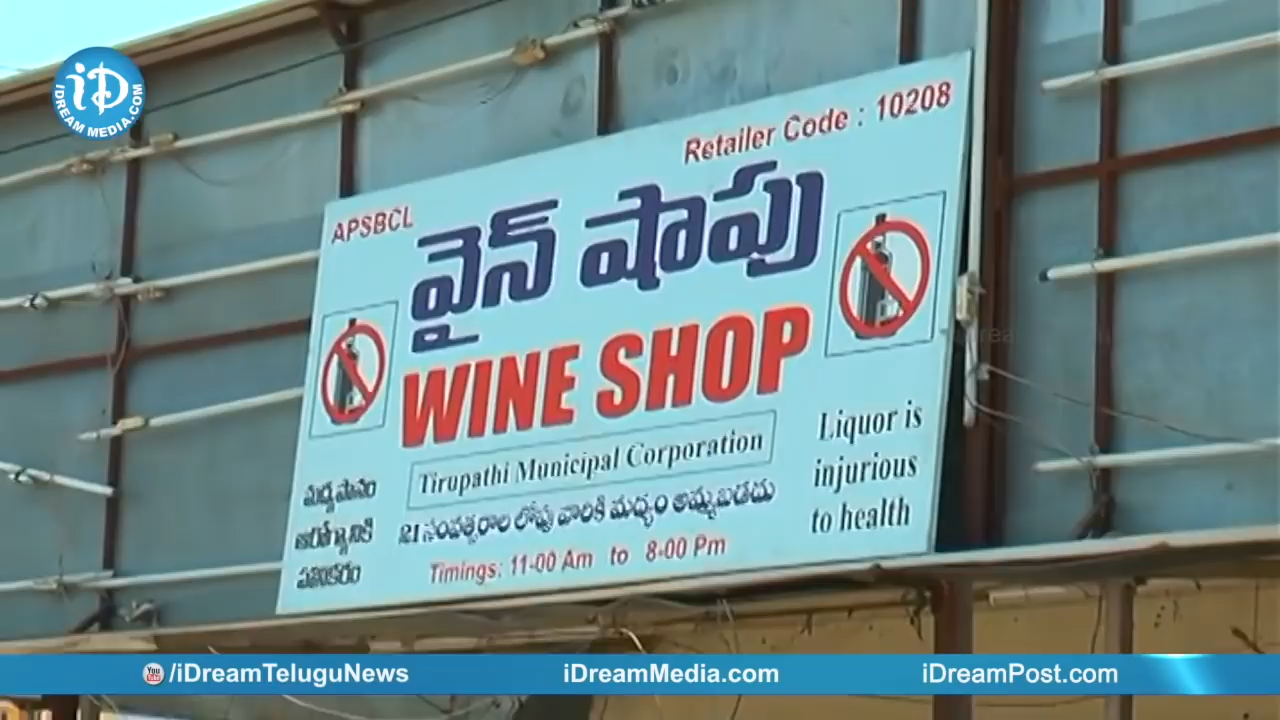 iD
IDREAM MEDIA.COM
Retailer Code : 10208
APSBCL
వైన్ షాపు
WINE SHOP
Tirupathi Municipal Corporation
21 సంవత్సరాల లోపు వారికి మద్యం అమ్మబడదు
Timings: 11-00 Am to 8-00 Pm
మద్యపానం
ఆరోగ్యానికి
హానికరం
Liquor is
injurious
to health
/iDreamTeluguNews
iDreamMedia.com
iDreamPost.com